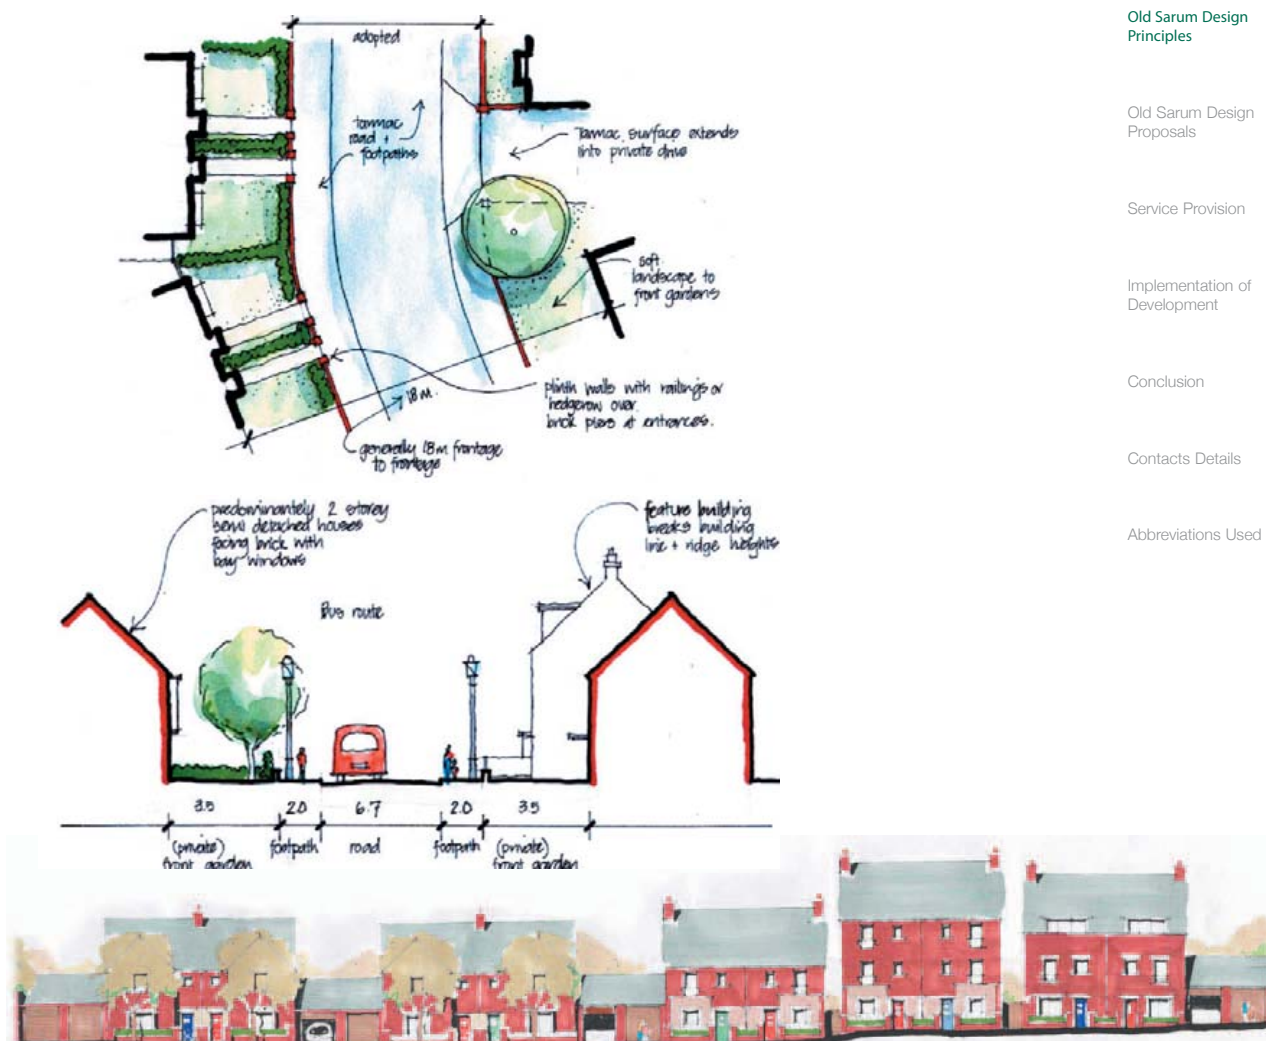 Old Sarum Design
Principles
Old Sarum Design
Proposals
Service Provision
Implementation of
Development
Conclusion
Contacts Details
Abbreviations Used
adopted
tarmac
road +
footpaths
Tarmac surface extends
into private drive
soft
landscape to
front gardens
18m.
plinth walls with railings or
hedgerow over.
brick piers at entrances.
generally 18m frontage
to frontage
predominantely 2 storey
semi detached houses
facing brick with
bay windows
feature building
breaks building
line + ridge heights
Bus route
3.5 2.0 6.7 2.0 3.5
(private) footpath road footpath (private)
front garden front garden